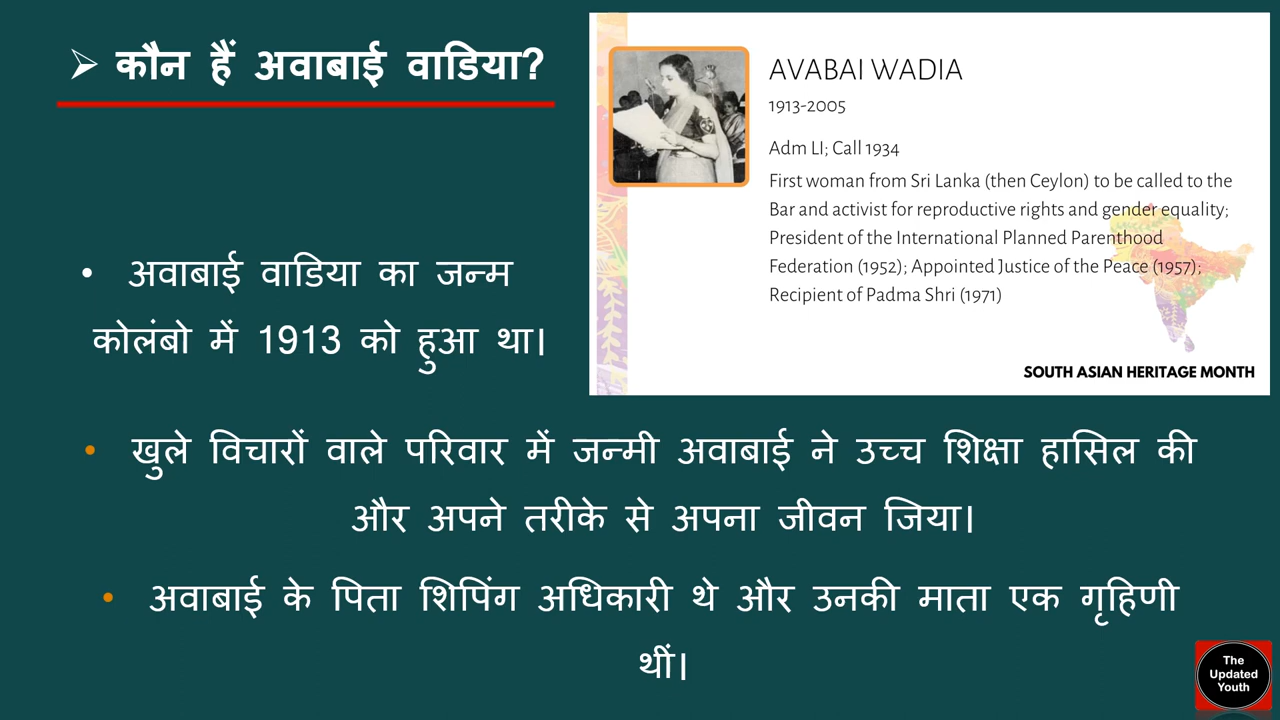 ➢ कौन हैं अवाबाई वाडिया?
AVABAI WADIA
1913-2005
Adm LI; Call 1934
First woman from Sri Lanka (then Ceylon) to be called to the
Bar and activist for reproductive rights and gender equality;
President of the International Planned Parenthood
Federation (1952); Appointed Justice of the Peace (1957);
Recipient of Padma Shri (1971)
SOUTH ASIAN HERITAGE MONTH
• अवाबाई वाडिया का जन्म
कोलंबो में 1913 को हुआ था।
• खुले विचारों वाले परिवार में जन्मी अवाबाई ने उच्च शिक्षा हासिल की
और अपने तरीके से अपना जीवन जिया।
• अवाबाई के पिता शिपिंग अधिकारी थे और उनकी माता एक गृहिणी
थीं।
The
Updated
Youth